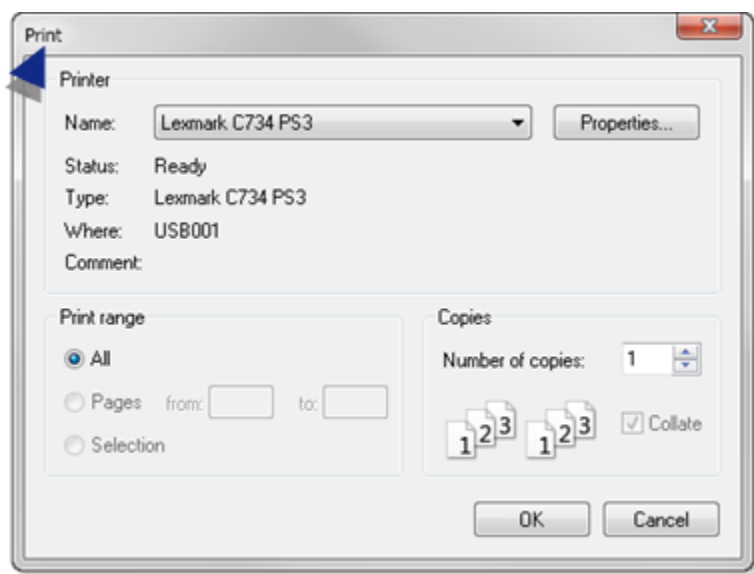 Print
Printer
Name: Lexmark C734 PS3 Properties...
Status: Ready
Type: Lexmark C734 PS3
Where: USB001
Comment:
Print range
All
Pages from: to:
Selection
Copies
Number of copies: 1
1 2 3 1 2 3 Collate
OK Cancel